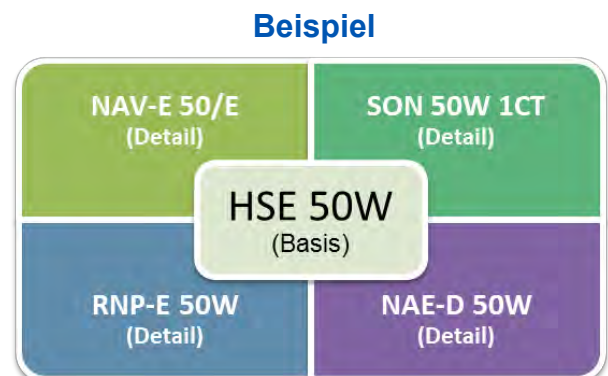 Beispiel
NAV-E 50/E
(Detail)
SON 50W 1CT
(Detail)
HSE 50W
(Basis)
RNP-E 50W
(Detail)
NAE-D 50W
(Detail)